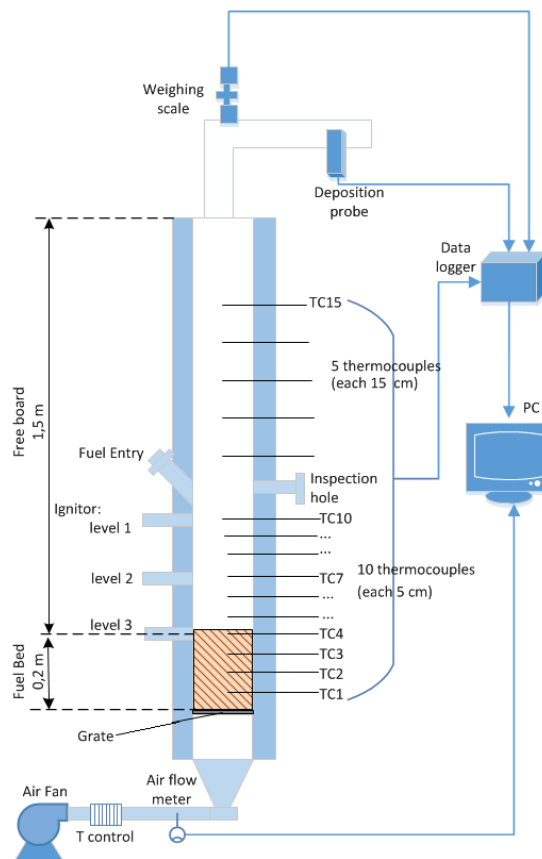 Weighing
scale
Deposition
probe
Data
logger
TC15
5 thermocouples
(each 15 cm)
PC
Free board
1,5 m
Fuel Entry
Inspection
hole
Ignitor:
level 1
TC10
...
...
level 2
TC7
10 thermocouples
(each 5 cm)
...
...
level 3
TC4
TC3
TC2
TC1
Fuel Bed
0,2 m
Grate
Air flow
meter
Air Fan
T control